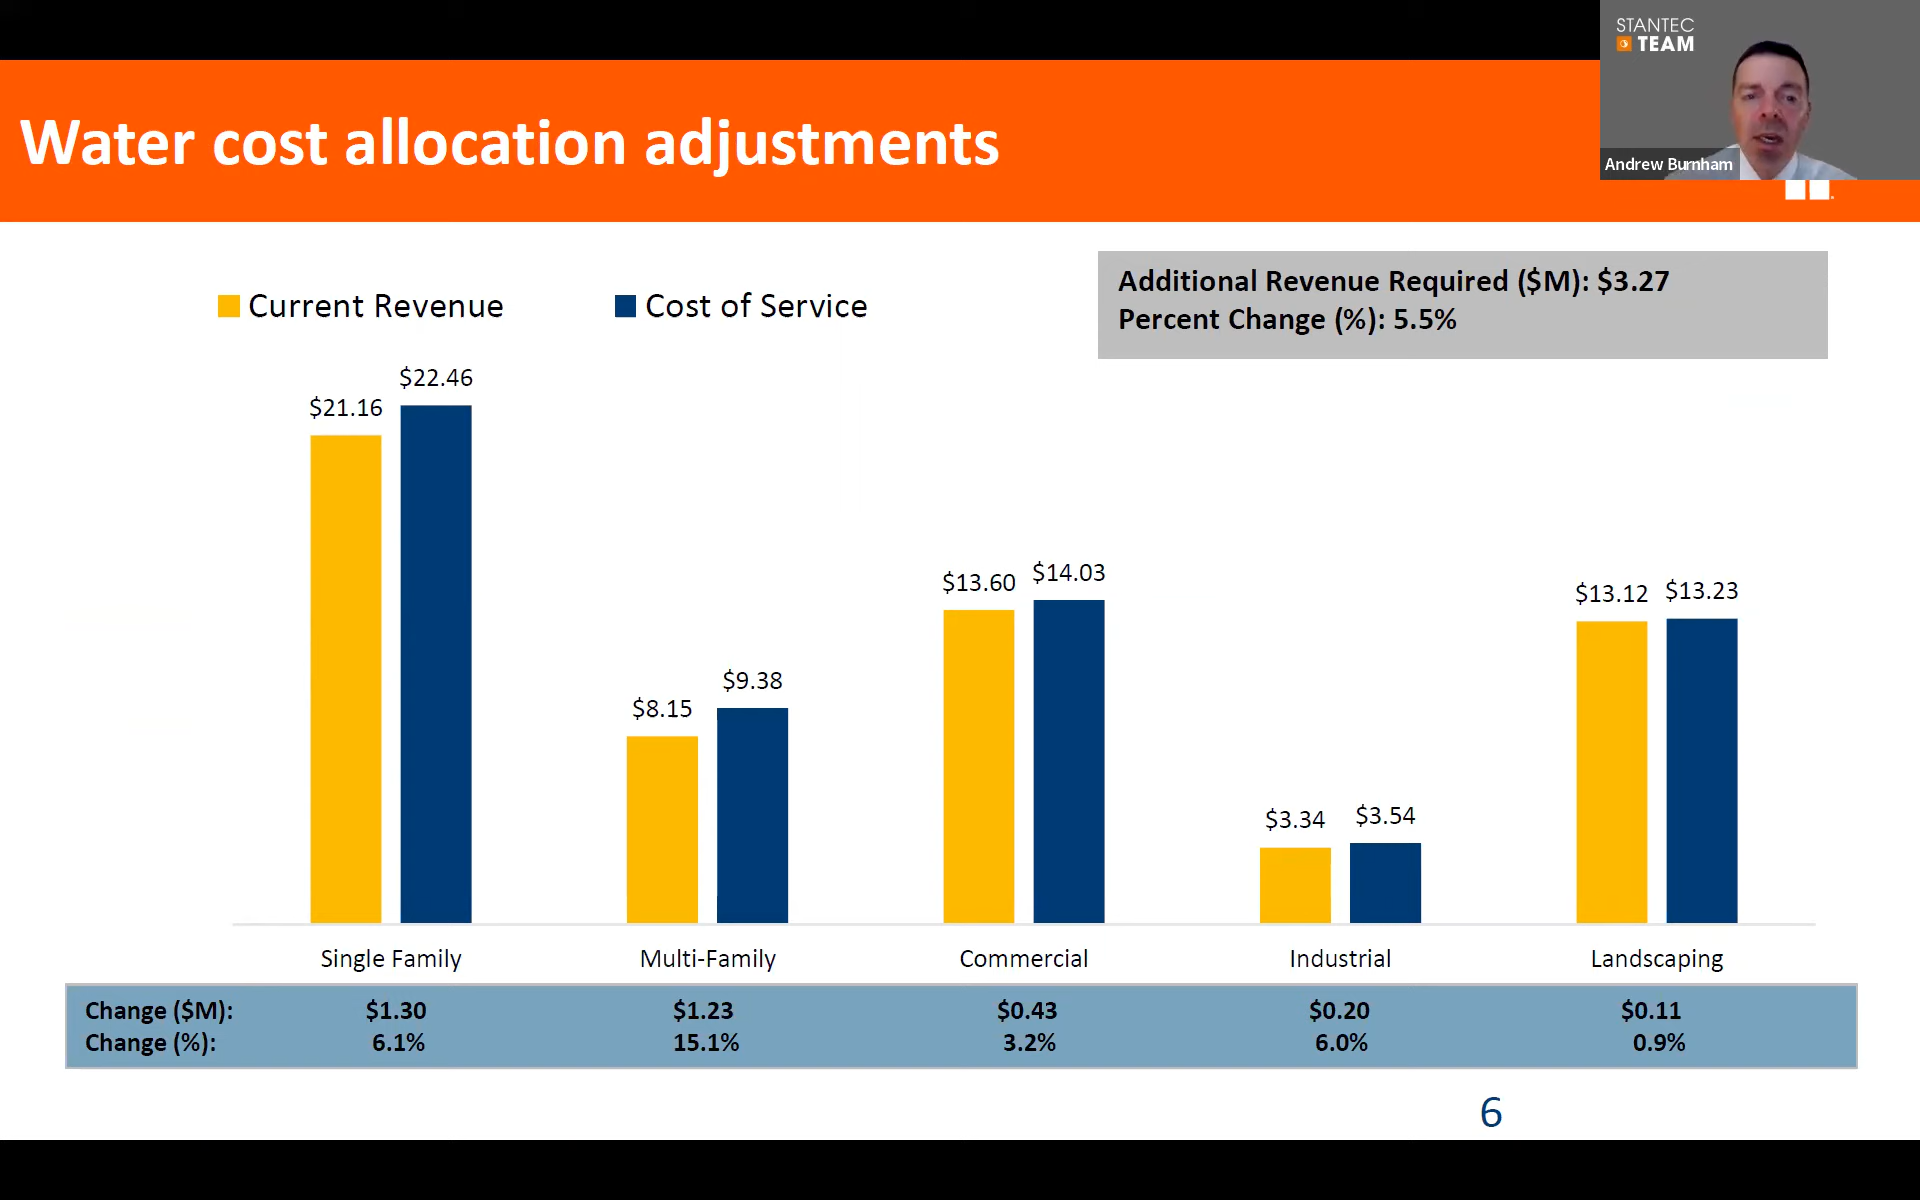 STANTEC
TEAM
Andrew Burnham
Water cost allocation adjustments
Additional Revenue Required ($M): $3.27
Percent Change (%): 5.5%
Current Revenue
Cost of Service
$21.16
$22.46
$8.15
$9.38
$13.60
$14.03
$3.34
$3.54
$13.12
$13.23
Single Family
Multi-Family
Commercial
Industrial
Landscaping
Change ($M): $1.30 $1.23 $0.43 $0.20 $0.11
Change (%): 6.1% 15.1% 3.2% 6.0% 0.9%
6